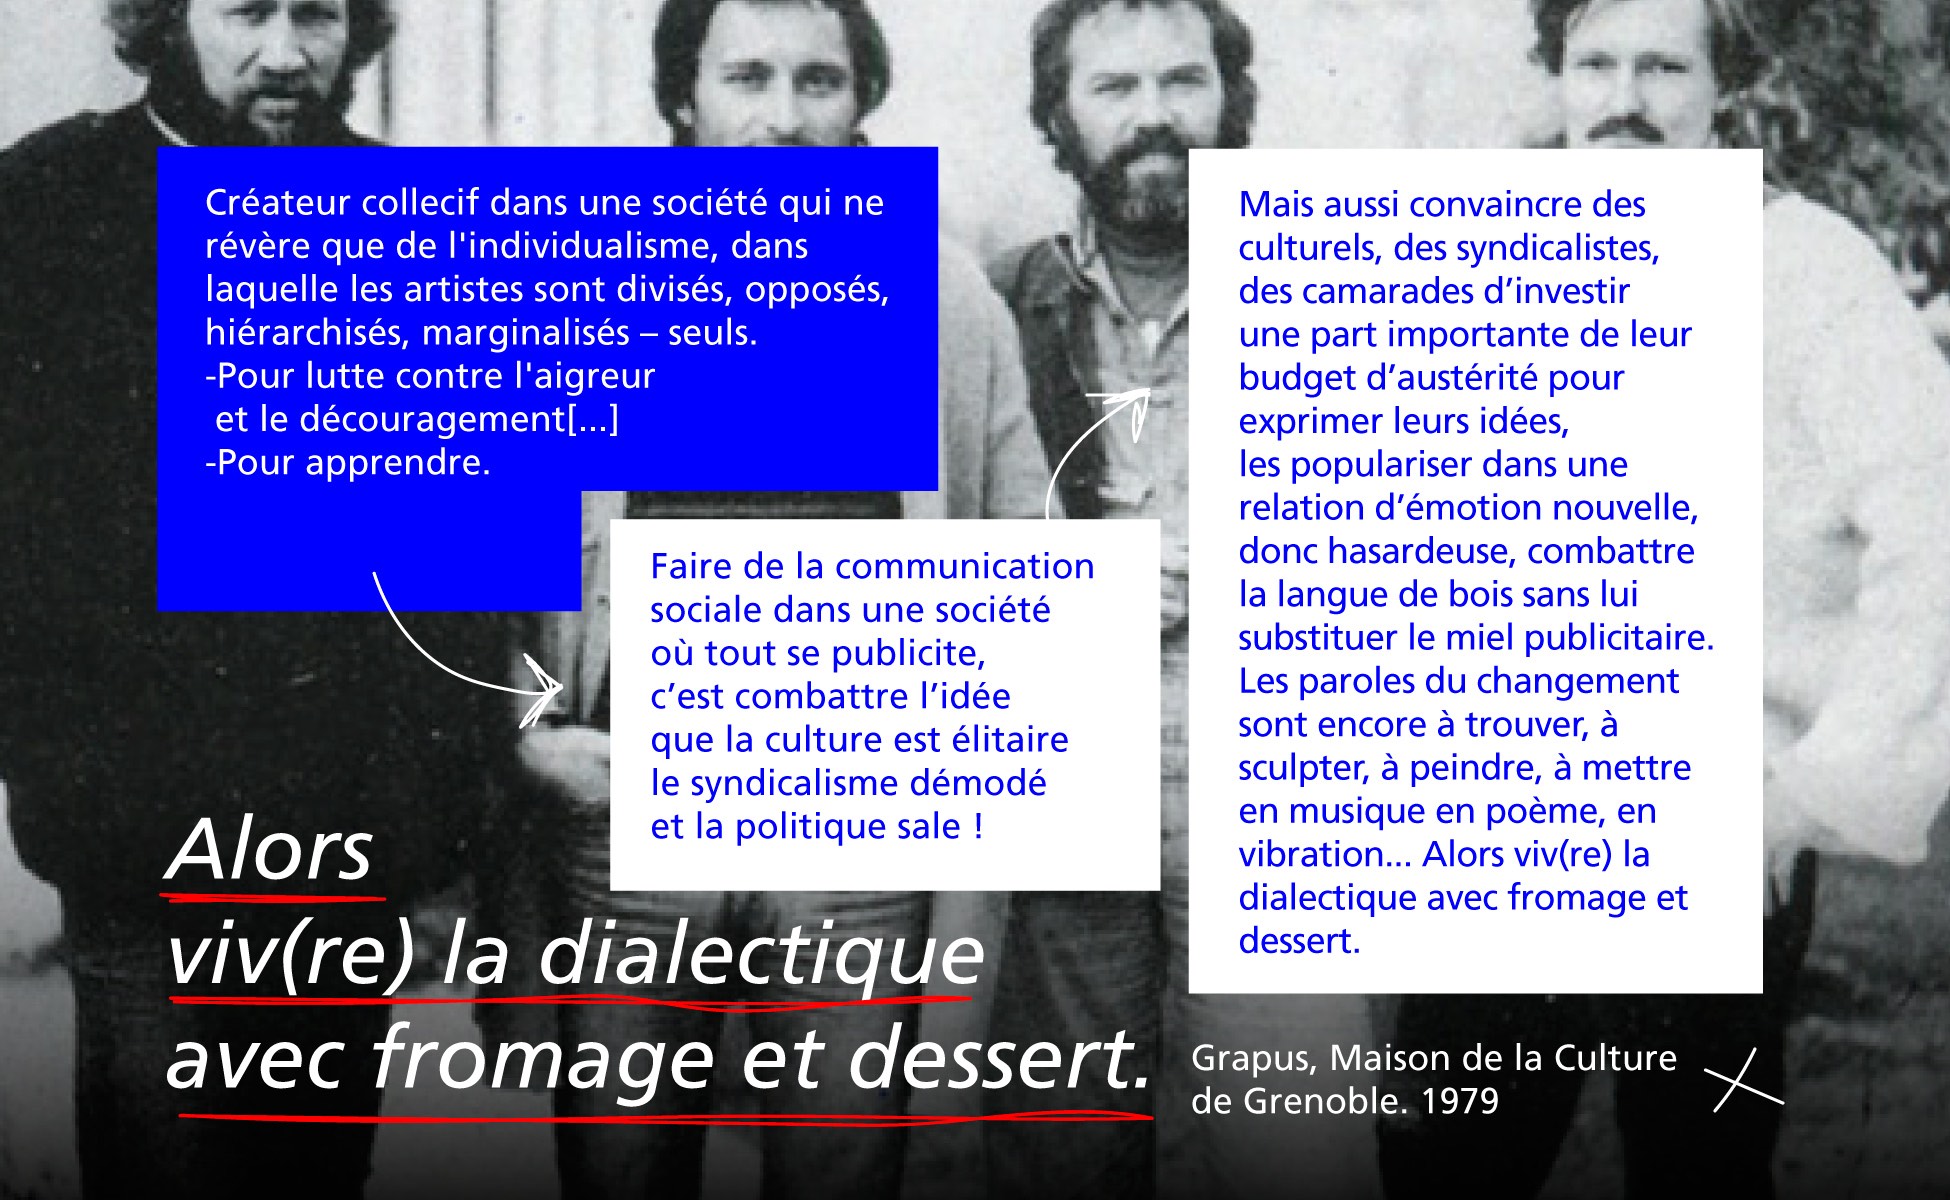 Créateur collecif dans une société qui ne
révère que de l'individualisme, dans
laquelle les artistes sont divisés, opposés,
hiérarchisés, marginalisés – seuls.
-Pour lutte contre l'aigreur
et le découragement[...]
-Pour apprendre.
Faire de la communication
sociale dans une société
où tout se publicite,
c’est combattre l’idée
que la culture est élitaire
le syndicalisme démodé
et la politique sale !
Mais aussi convaincre des
culturels, des syndicalistes,
des camarades d’investir
une part importante de leur
budget d’austérité pour
exprimer leurs idées,
les populariser dans une
relation d’émotion nouvelle,
donc hasardeuse, combattre
la langue de bois sans lui
substituer le miel publicitaire.
Les paroles du changement
sont encore à trouver, à
sculpter, à peindre, à mettre
en musique en poème, en
vibration... Alors viv(re) la
dialectique avec fromage et
dessert.
Alors
viv(re) la dialectique
avec fromage et dessert.
Grapus, Maison de la Culture
de Grenoble. 1979